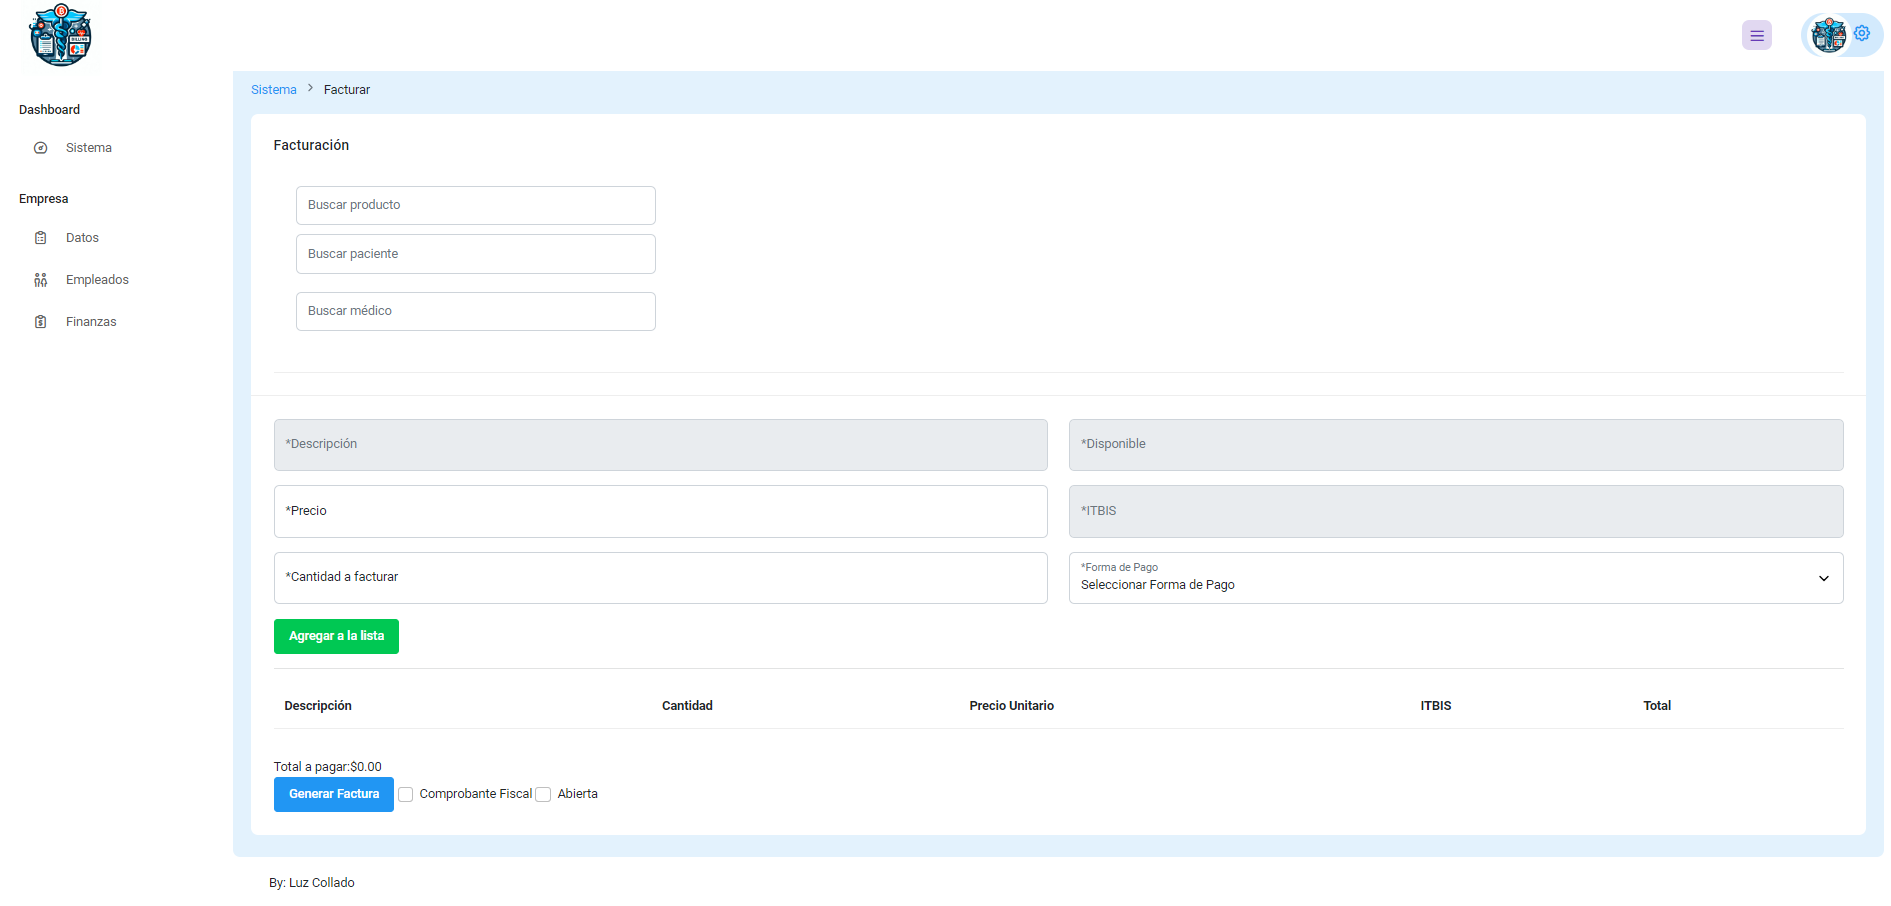 Dashboard
Sistema
Empresa
Datos
Empleados
Finanzas
Sistema > Facturar
Facturación
Buscar producto
Buscar paciente
Buscar médico
*Descripción *Disponible
*Precio *ITBIS
*Cantidad a facturar *Forma de Pago
Seleccionar Forma de Pago
Agregar a la lista
Descripción Cantidad Precio Unitario ITBIS Total
Total a pagar:$0.00
Generar Factura Comprobante Fiscal Abierta
By: Luz Collado